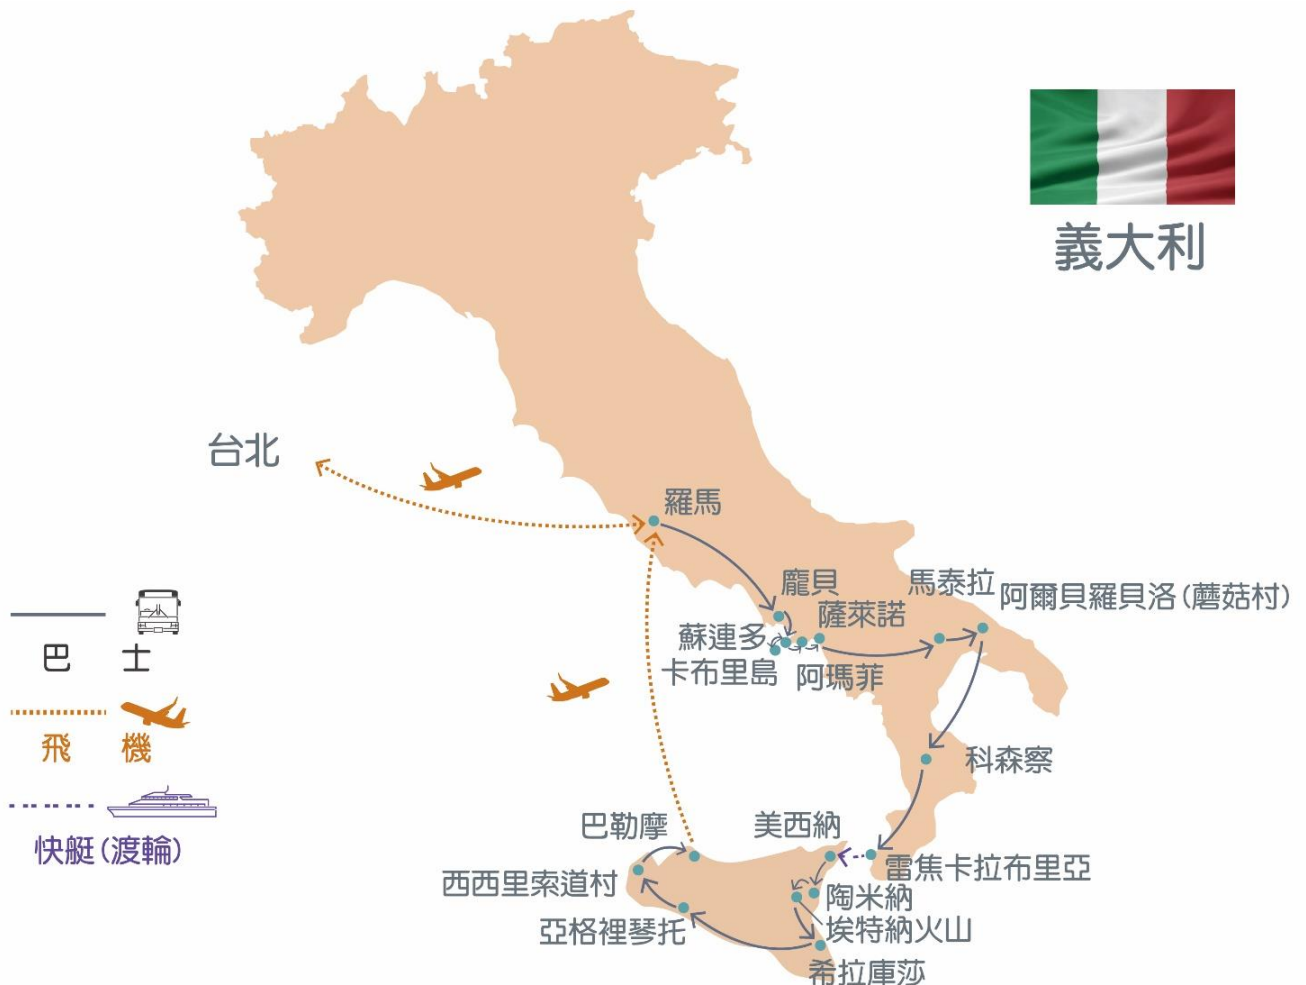 義大利
台北
羅馬
龐貝
馬泰拉
阿爾貝羅貝洛(蘑菇村)
薩萊諾
蘇連多
卡布里島
阿瑪菲
巴士
飛機
快艇(渡輪)
科森察
巴勒摩
美西納
雷焦卡拉布里亞
西西里索道村
陶米納
亞格裡琴托
埃特納火山
希拉庫莎